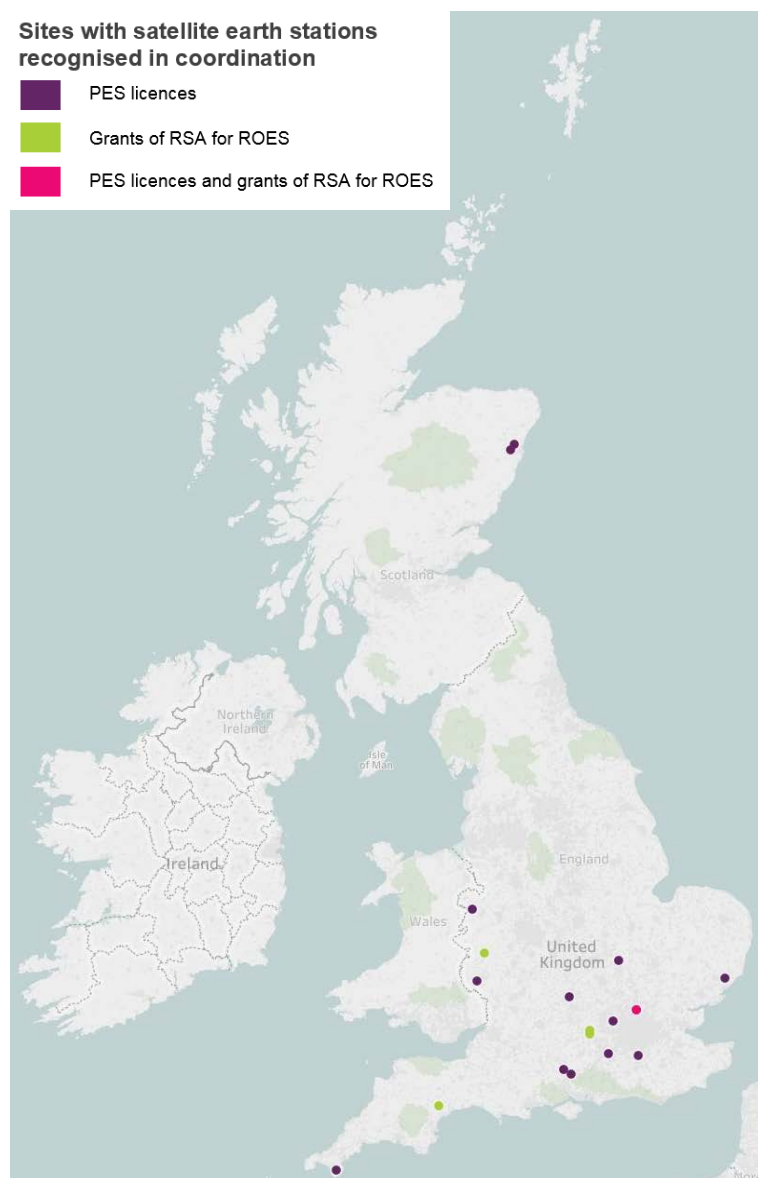 Sites with satellite earth stations
recognised in coordination
PES licences
Grants of RSA for ROES
PES licences and grants of RSA for ROES
Scotland
Northern
Ireland
Isle
of Man
Ireland
England
Wales
United
Kingdom